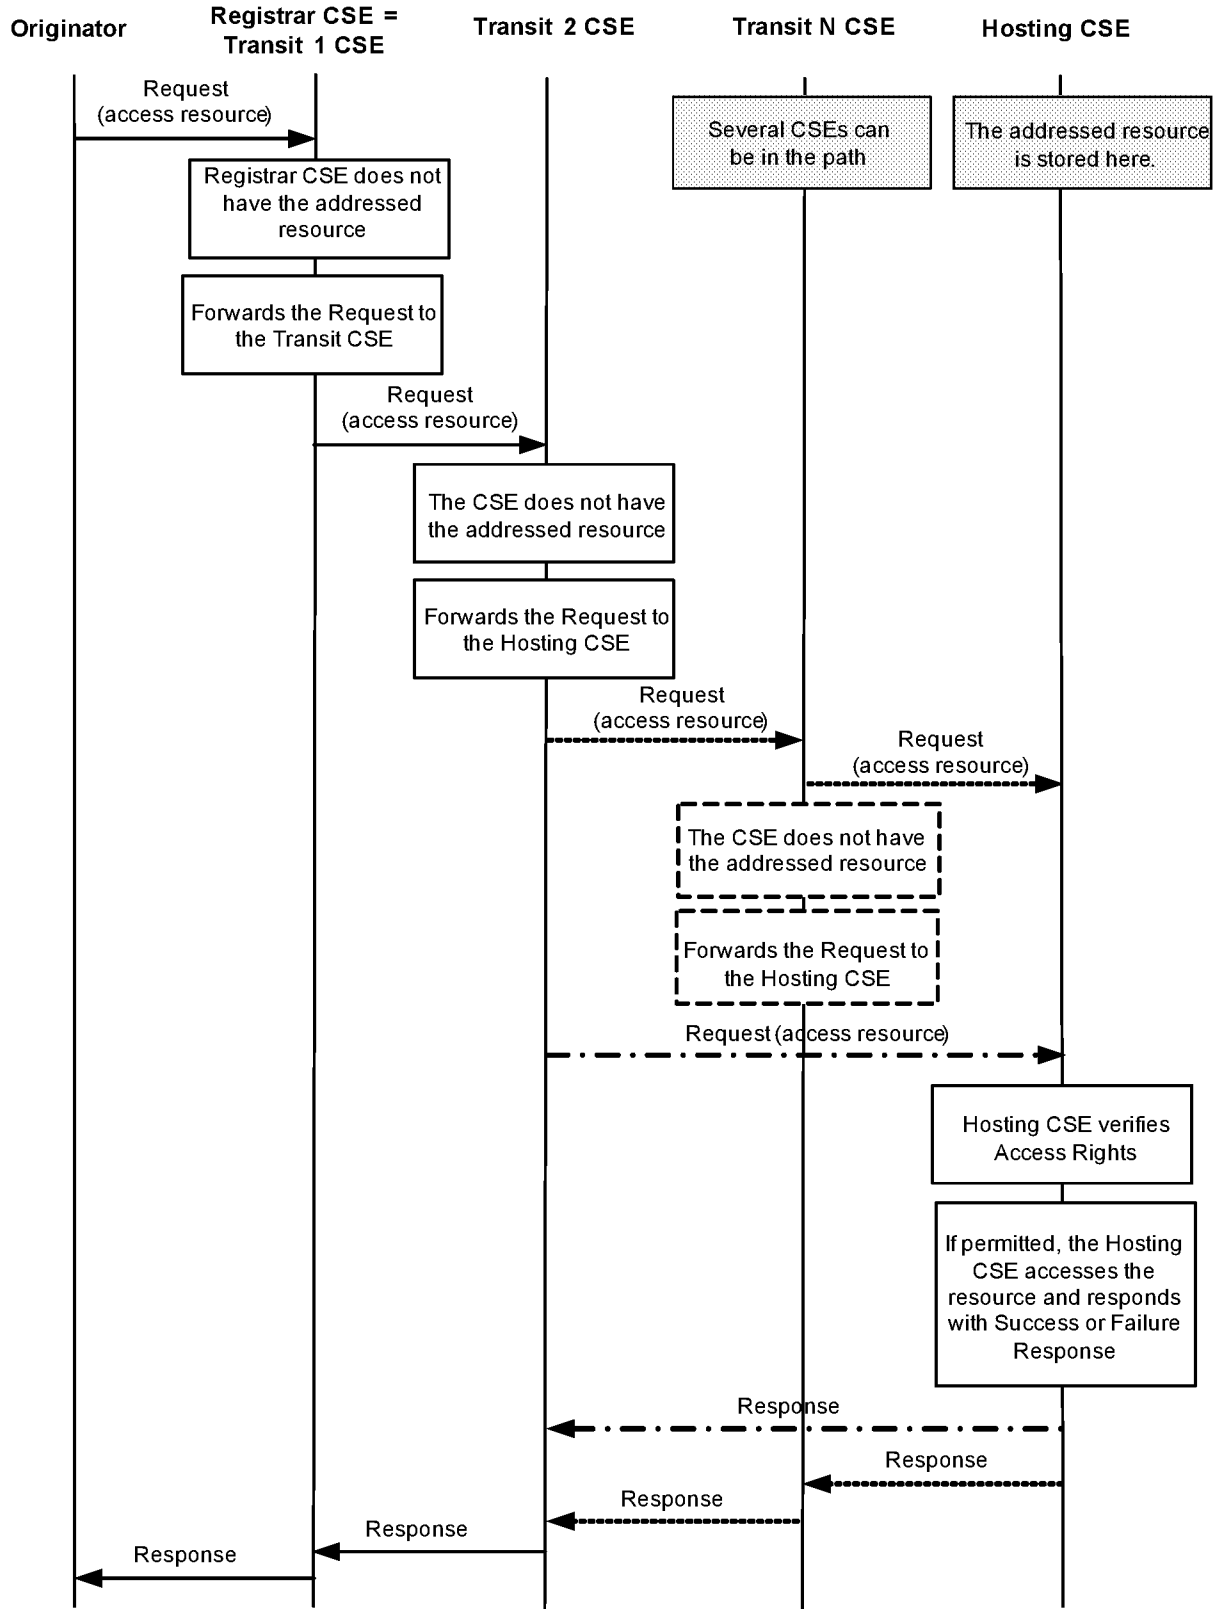 Originator
Registrar CSE =
Transit 1 CSE
Transit 2 CSE
Transit N CSE
Hosting CSE
Request
(access resource)
Several CSEs can
be in the path
The addressed resource
is stored here.
Registrar CSE does not
have the addressed
resource
Forwards the Request to
the Transit CSE
Request
(access resource)
The CSE does not have
the addressed resource
Forwards the Request to
the Hosting CSE
Request
(access resource)
Request
(access resource)
The CSE does not have
the addressed resource
Forwards the Request to
the Hosting CSE
Request (access resource)
Hosting CSE verifies
Access Rights
If permitted, the Hosting
CSE accesses the
resource and responds
with Success or Failure
Response
Response
Response
Response
Response
Response